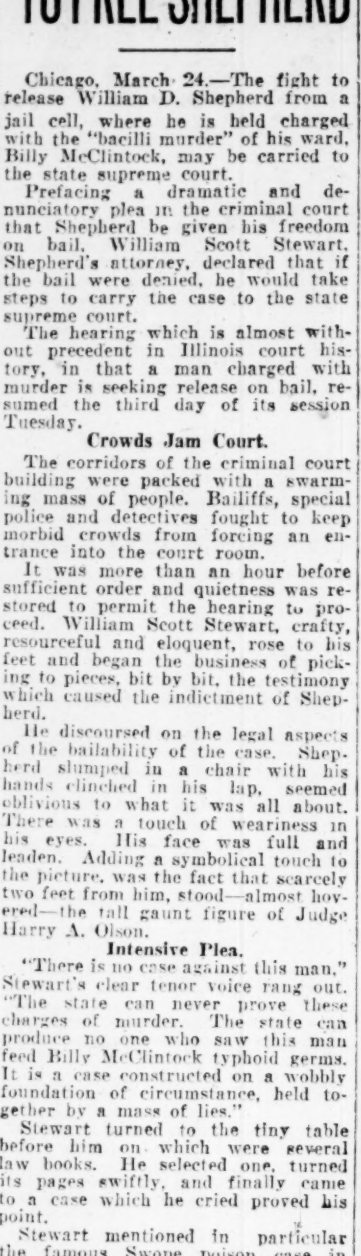 TO FREE SHEPHERD
Chicago, March 24.—The fight to
release William D. Shepherd from a
jail cell, where he is held charged
with the "bacilli murder" of his ward,
Billy McClintock, may be carried to
the state supreme court.
Prefacing a dramatic and de-
nunciatory plea in the criminal court
that Shepherd be given his freedom
on bail, William Scott Stewart,
Shepherd's attorney, declared that if
the bail were denied, he would take
steps to carry the case to the state
supreme court.
The hearing which is almost with-
out precedent in Illinois court his-
tory, in that a man charged with
murder is seeking release on bail, re-
sumed the third day of its session
Tuesday.
Crowds Jam Court.
The corridors of the criminal court
building were packed with a swarm-
ing mass of people. Bailiffs, special
police and detectives fought to keep
morbid crowds from forcing an en-
trance into the court room.
It was more than an hour before
sufficient order and quietness was re-
stored to permit the hearing to pro-
ceed. William Scott Stewart, crafty,
resourceful and eloquent, rose to his
feet and began the business of pick-
ing to pieces, bit by bit, the testimony
which caused the indictment of Shep-
herd.
He discoursed on the legal aspects
of the bailability of the case. Shep-
herd slumped in a chair with his
hands clinched in his lap, seemed
oblivious to what it was all about.
There was a touch of weariness in
his eyes. His face was full and
leaden. Adding a symbolical touch to
the picture, was the fact that scarcely
two feet from him, stood—almost hov-
ered—the tall gaunt figure of Judge
Harry A. Olson.
Intensive Plea.
"There is no case against this man,"
Stewart's clear tenor voice rang out.
"The state can never prove these
charges of murder. The state can
produce no one who saw this man
feed Billy McClintock typhoid germs.
It is a case constructed on a wobbly
foundation of circumstance, held to-
gether by a mass of lies."
Stewart turned to the tiny table
before him on which were several
law books. He selected one, turned
its pages swiftly, and finally came
to a case which he cried proved his
point.
Stewart mentioned in particular
the famous Swope poison case in